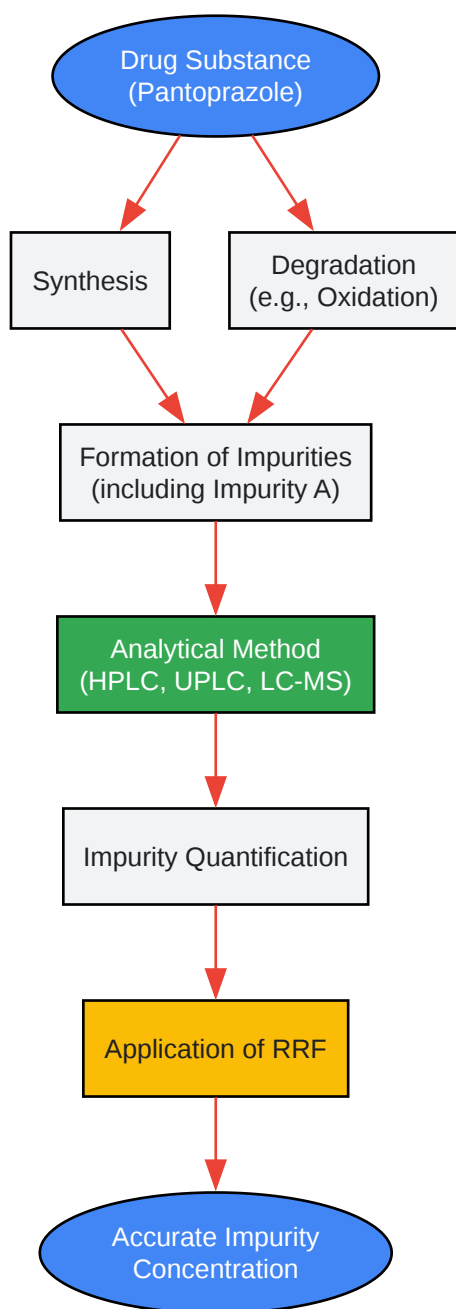 Drug Substance
(Pantoprazole)
Synthesis
Degradation
(e.g., Oxidation)
Formation of Impurities
(including Impurity A)
Analytical Method
(HPLC, UPLC, LC-MS)
Impurity Quantification
Application of RRF
Accurate Impurity
Concentration